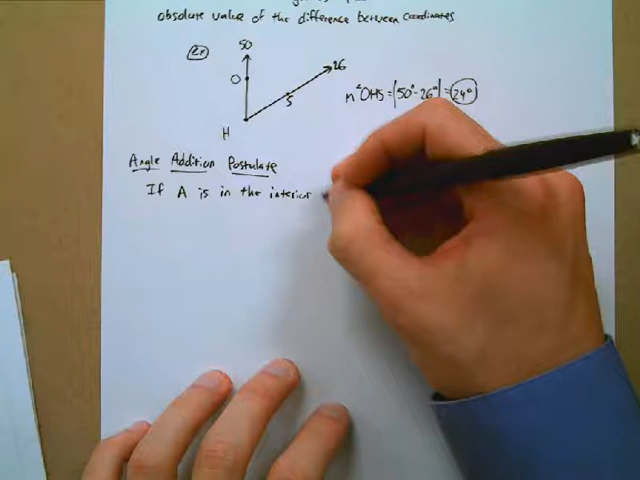 absolute value of the difference between coordinates
Ex
50
26
O
S
H
m∠OHS = |50° - 26°| = 24°
Angle Addition Postulate
If A is in the interior